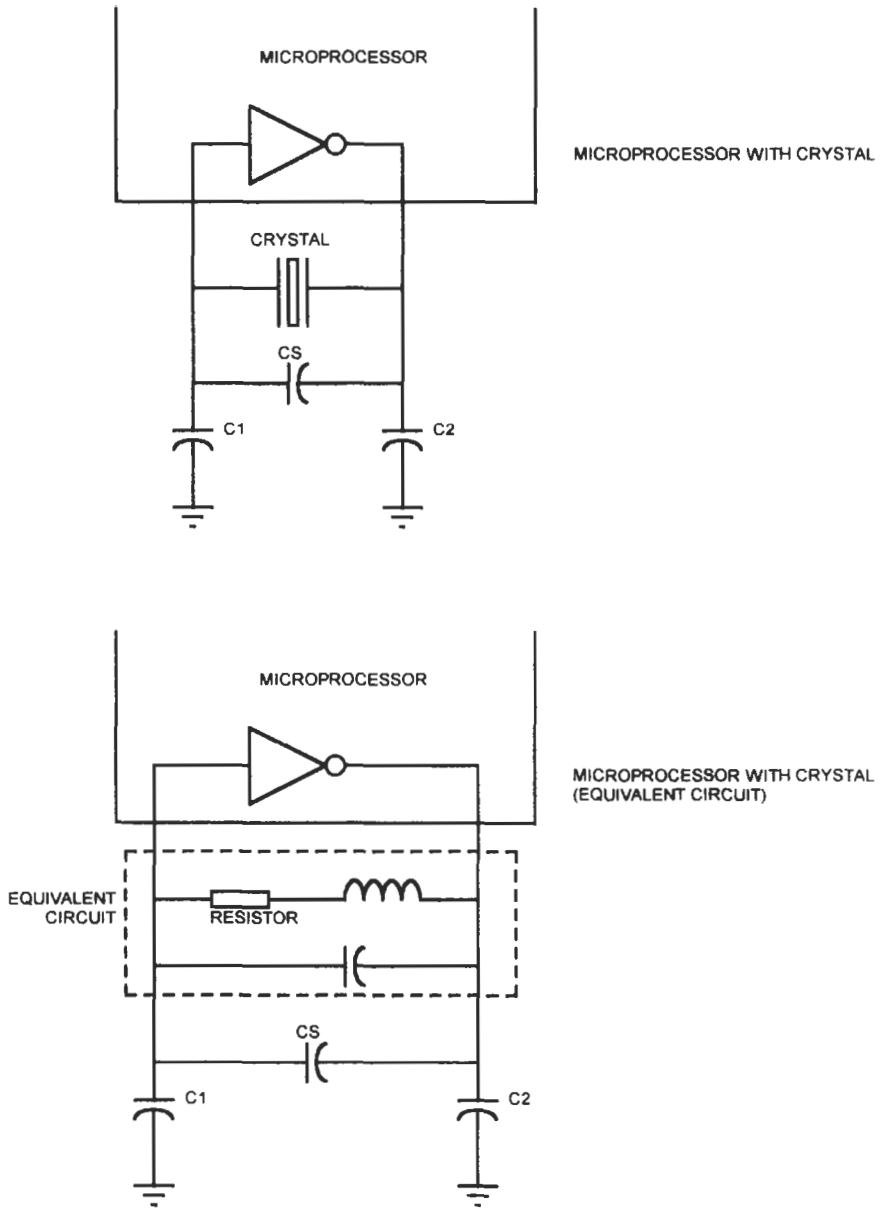 MICROPROCESSOR
MICROPROCESSOR WITH CRYSTAL
CRYSTAL
CS
C1
C2
MICROPROCESSOR
MICROPROCESSOR WITH CRYSTAL
(EQUIVALENT CIRCUIT)
EQUIVALENT
CIRCUIT
RESISTOR
CS
C1
C2